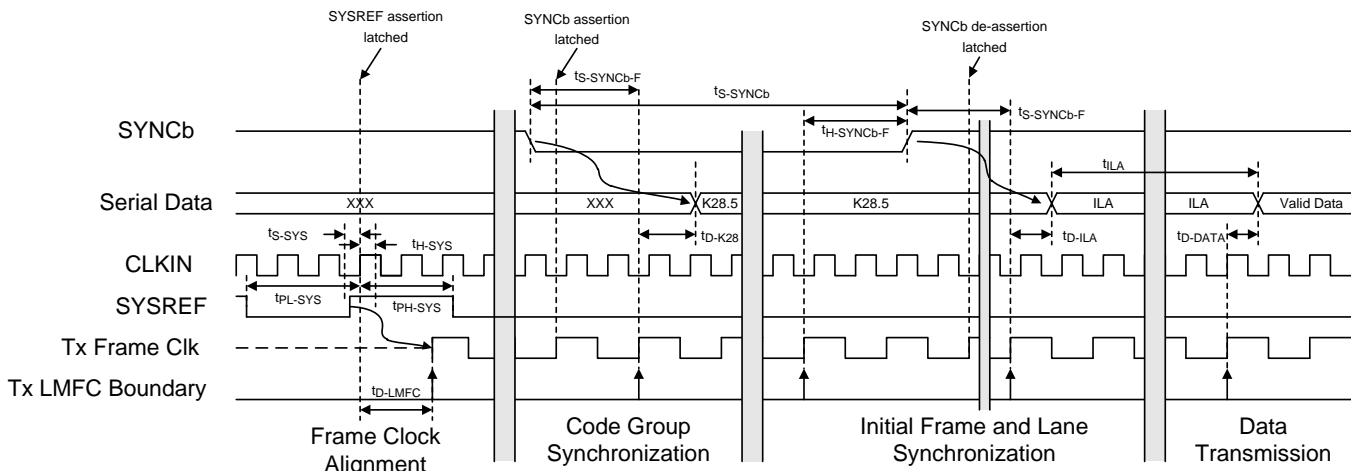 SYSREF assertion
latched
SYNCb assertion
latched
SYNCb de-assertion
latched
tS-SYNCb-F
tS-SYNCb
tS-SYNCb-F
SYNCb
tH-SYNCb-F
tILA
Serial Data
XXX
XXX
K28.5
K28.5
ILA
ILA
Valid Data
tS-SYS
tH-SYS
tD-K28
tD-ILA
tD-DATA
CLKIN
tPL-SYS
tPH-SYS
SYSREF
Tx Frame Clk
Tx LMFC Boundary
tD-LMFC
Frame Clock
Alignment
Code Group
Synchronization
Initial Frame and Lane
Synchronization
Data
Transmission